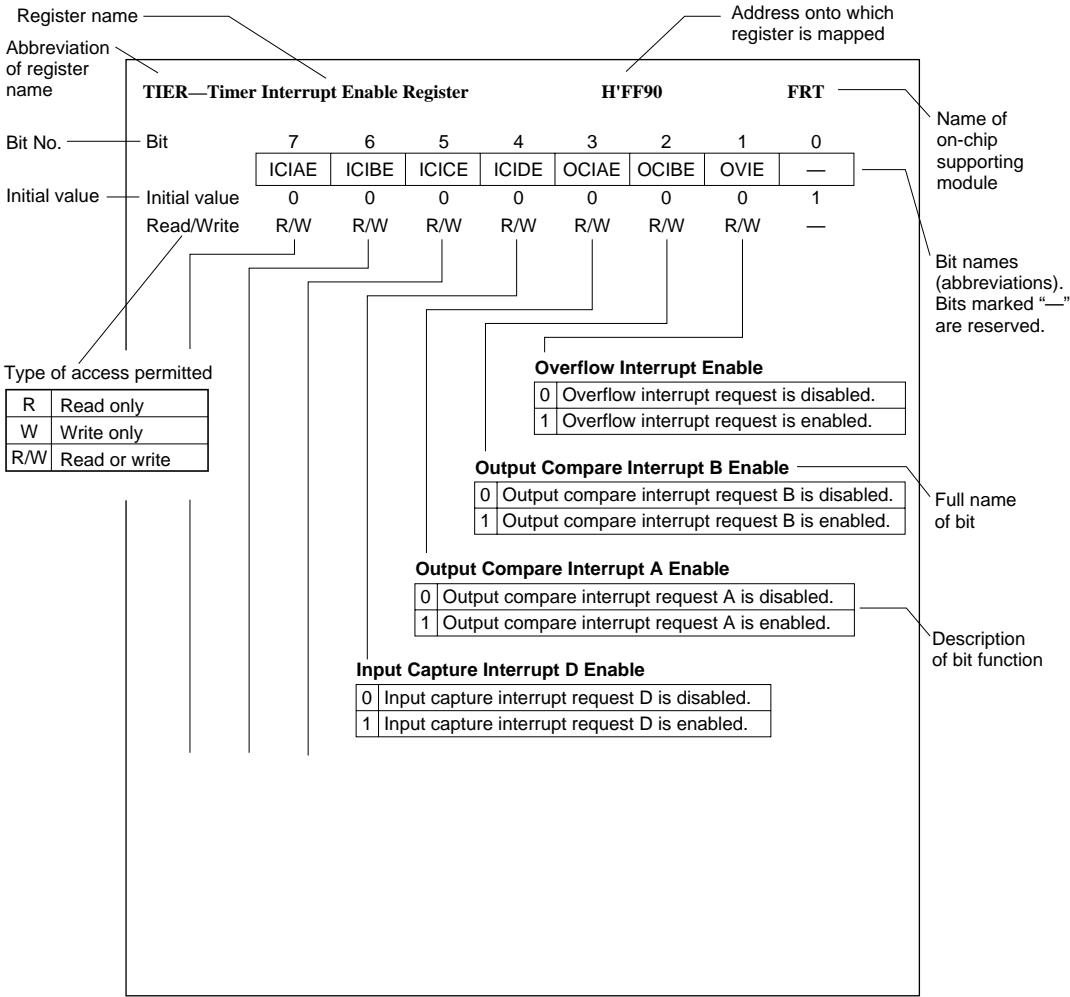 Register name
Address onto which
register is mapped
Abbreviation
of register
name
TIER—Timer Interrupt Enable Register H'FF90 FRT
Name of
on-chip
supporting
module
Bit No. Bit 7 6 5 4 3 2 1 0
ICIAE ICIBE ICICE ICIDE OCIAE OCIBE OVIE —
Initial value Initial value 0 0 0 0 0 0 0 1
Read/Write R/W R/W R/W R/W R/W R/W R/W —
Bit names
(abbreviations).
Bits marked “—”
are reserved.
Type of access permitted
R Read only
W Write only
R/W Read or write
Overflow Interrupt Enable
0 Overflow interrupt request is disabled.
1 Overflow interrupt request is enabled.
Output Compare Interrupt B Enable
0 Output compare interrupt request B is disabled.
1 Output compare interrupt request B is enabled.
Full name
of bit
Output Compare Interrupt A Enable
0 Output compare interrupt request A is disabled.
1 Output compare interrupt request A is enabled.
Description
of bit function
Input Capture Interrupt D Enable
0 Input capture interrupt request D is disabled.
1 Input capture interrupt request D is enabled.